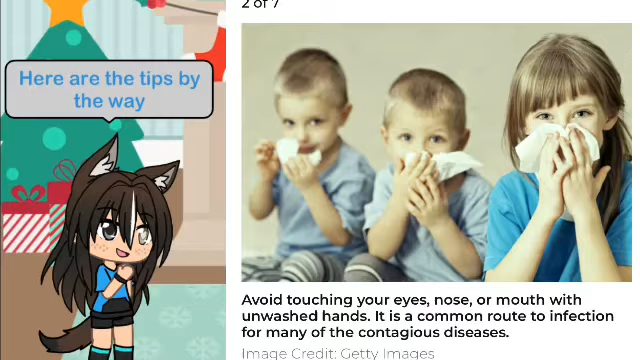 2 of 7
Here are the tips by
the way
Avoid touching your eyes, nose, or mouth with
unwashed hands. It is a common route to infection
for many of the contagious diseases.
Image Credit: Getty Images